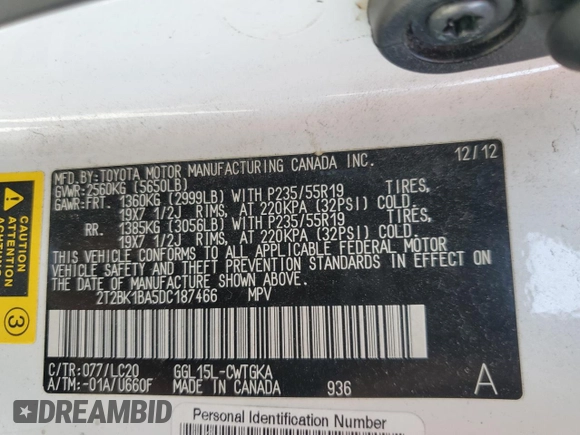 MFD.BY:TOYOTA MOTOR MANUFACTURING CANADA INC. 12/12
GVWR:2560KG (5650LB)
GAWR:FRT. 1360KG (2999LB) WITH P235/55R19 TIRES,
19X7 1/2J RIMS, AT 220KPA (32PSI) COLD.
RR. 1385KG (3056LB) WITH P235/55R19 TIRES,
19X7 1/2J RIMS, AT 220KPA (32PSI) COLD.
THIS VEHICLE CONFORMS TO ALL APPLICABLE FEDERAL MOTOR
VEHICLE SAFETY AND THEFT PREVENTION STANDARDS IN EFFECT ON
THE DATE OF MANUFACTURE SHOWN ABOVE.
2T2BK1BA5DC187466 MPV
C/TR:077/LC20 GGL15L-CWTGKA
A/TM:-01A/U660F MADE IN CANADA 936 A
CAUTION
3
DREAMBID
Personal Identification Number